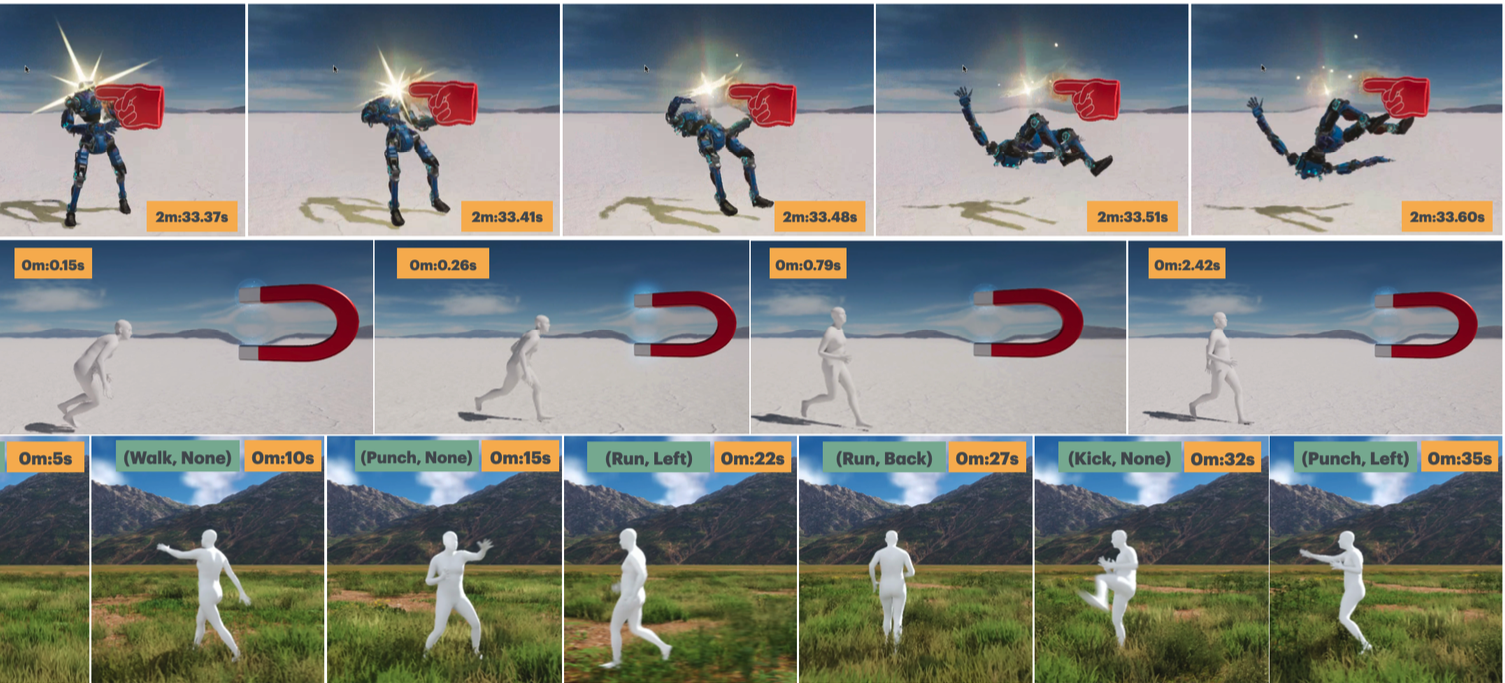 2m:33.37s
2m:33.41s
2m:33.48s
2m:33.51s
2m:33.60s
0m:0.15s
0m:0.26s
0m:0.79s
0m:2.42s
0m:5s
(Walk, None) 0m:10s
(Punch, None) 0m:15s
(Run, Left) 0m:22s
(Run, Back) 0m:27s
(Kick, None) 0m:32s
(Punch, Left) 0m:35s